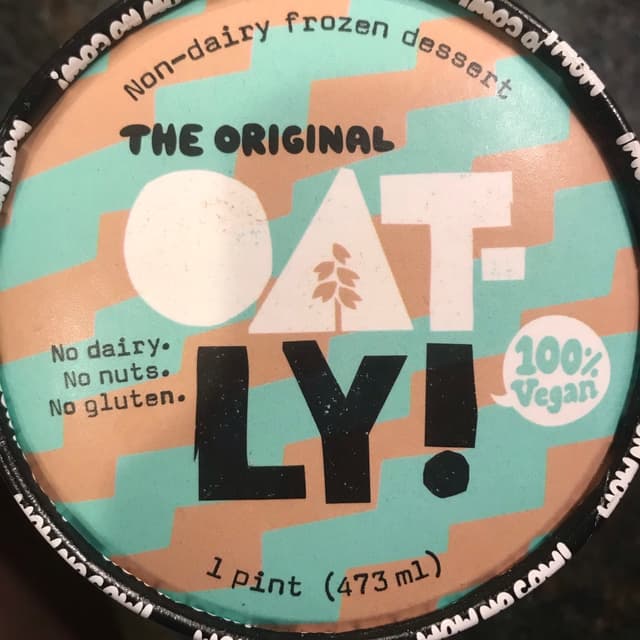 Non-dairy frozen dessert
THE ORIGINAL
OAT-
LY!
No dairy.
No nuts.
No gluten.
100%
Vegan
1 pint (473 ml)